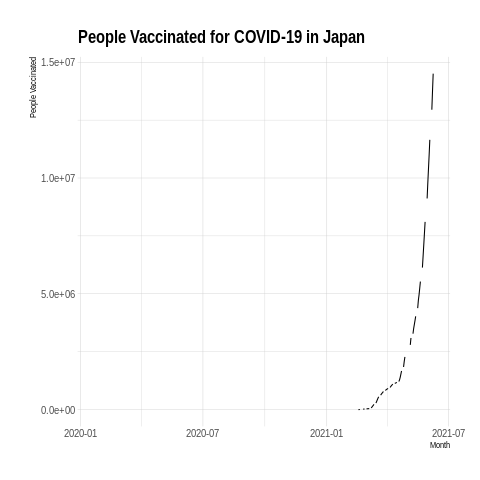 People Vaccinated for COVID-19 in Japan
People Vaccinated
1.5e+07
1.0e+07
5.0e+06
0.0e+00
2020-01
2020-07
2021-01
2021-07
Month